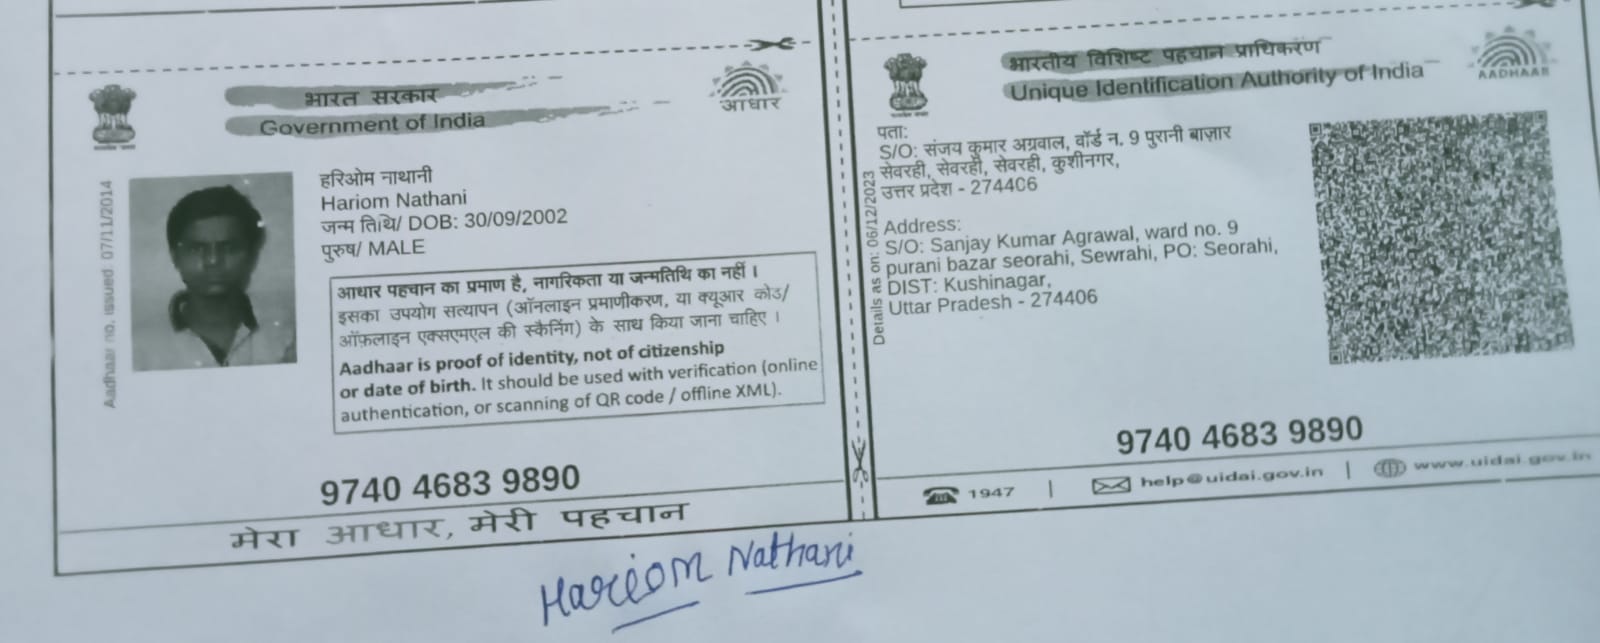 भारत सरकार
Government of India
आधार
Aadhaar no. issued: 07/11/2014
हरिओम नाथानी
Hariom Nathani
जन्म तिथि/ DOB: 30/09/2002
पुरुष/ MALE
आधार पहचान का प्रमाण है, नागरिकता या जन्मतिथि का नहीं ।
इसका उपयोग सत्यापन (ऑनलाइन प्रमाणीकरण, या क्यूआर कोड/
ऑफ़लाइन एक्सएमएल की स्कैनिंग) के साथ किया जाना चाहिए ।
Aadhaar is proof of identity, not of citizenship
or date of birth. It should be used with verification (online
authentication, or scanning of QR code / offline XML).
9740 4683 9890
मेरा आधार, मेरी पहचान
भारतीय विशिष्ट पहचान प्राधिकरण
Unique Identification Authority of India
AADHAAR
Details as on: 06/12/2023
पता:
S/O: संजय कुमार अग्रवाल, वॉर्ड न. 9 पुरानी बाज़ार
सेवरही, सेवरही, सेवरही, कुशीनगर,
उत्तर प्रदेश - 274406
Address:
S/O: Sanjay Kumar Agrawal, ward no. 9
purani bazar seorahi, Sewrahi, PO: Seorahi,
DIST: Kushinagar,
Uttar Pradesh - 274406
9740 4683 9890
1947 | help@uidai.gov.in | www.uidai.gov.in
Hariom Nathani